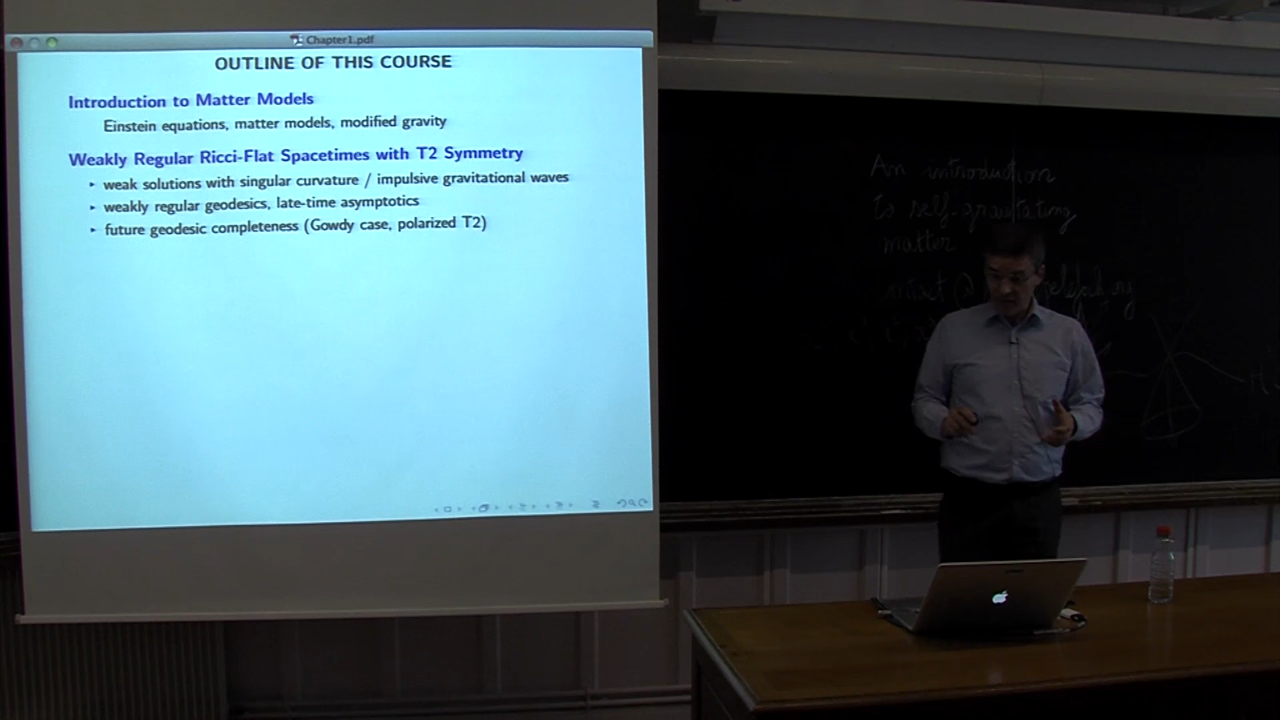 Chapter1.pdf
OUTLINE OF THIS COURSE
Introduction to Matter Models
Einstein equations, matter models, modified gravity
Weakly Regular Ricci-Flat Spacetimes with T2 Symmetry
‣ weak solutions with singular curvature / impulsive gravitational waves
‣ weakly regular geodesics, late-time asymptotics
‣ future geodesic completeness (Gowdy case, polarized T2)
An introduction
to self-gravitating
matter